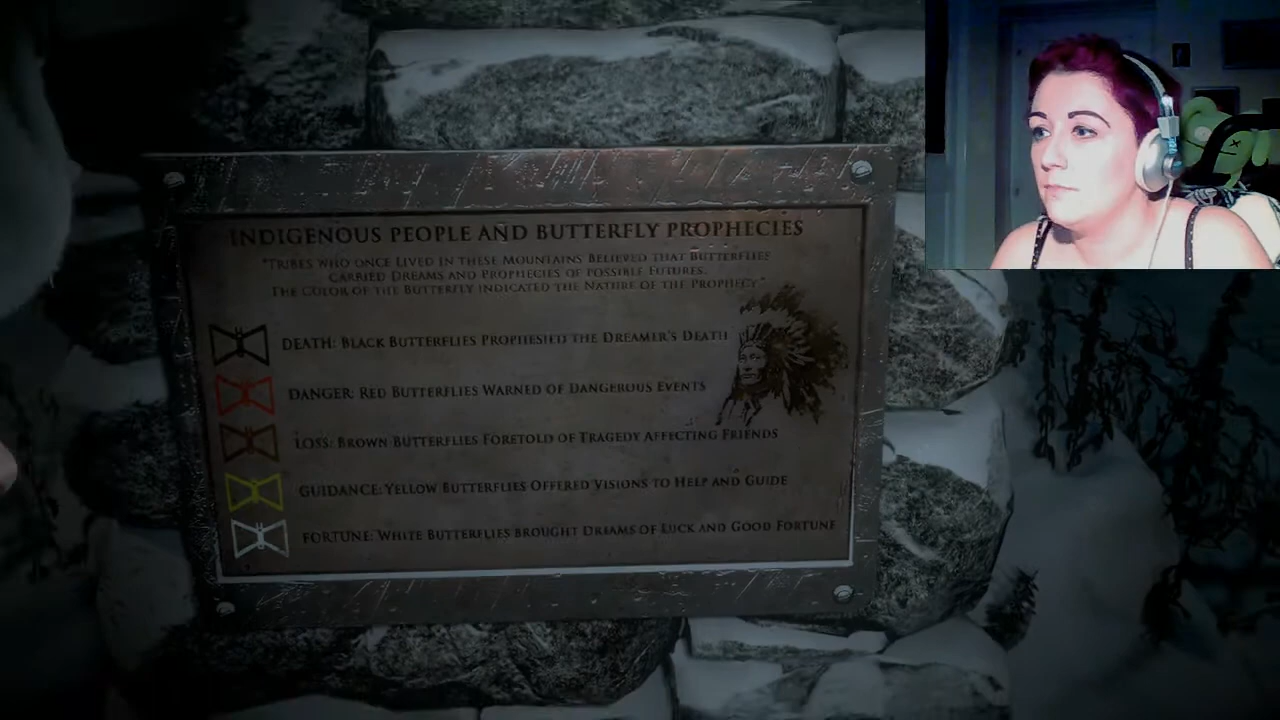 INDIGENOUS PEOPLE AND BUTTERFLY PROPHECIES
"TRIBES WHO ONCE LIVED IN THESE MOUNTAINS BELIEVED THAT BUTTERFLIES
CARRIED DREAMS AND PROPHECIES OF POSSIBLE FUTURES.
THE COLOR OF THE BUTTERFLY INDICATED THE NATURE OF THE PROPHECY"
DEATH: BLACK BUTTERFLIES PROPHESIED THE DREAMER'S DEATH
DANGER: RED BUTTERFLIES WARNED OF DANGEROUS EVENTS
LOSS: BROWN BUTTERFLIES FORETOLD OF TRAGEDY AFFECTING FRIENDS
GUIDANCE: YELLOW BUTTERFLIES OFFERED VISIONS TO HELP AND GUIDE
FORTUNE: WHITE BUTTERFLIES BROUGHT DREAMS OF LUCK AND GOOD FORTUNE